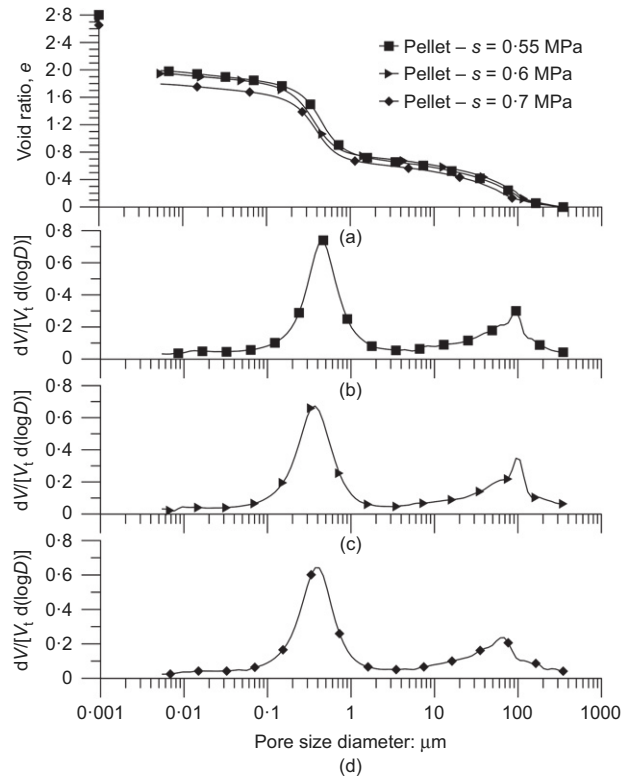 2·8
2·4
2·0
1·6
1·2
0·8
0·4
0
Void ratio, e
Pellet – s = 0·55 MPa
Pellet – s = 0·6 MPa
Pellet – s = 0·7 MPa
(a)
0·8
0·6
0·4
0·2
0
dV/[Vt d(logD)]
(b)
0·8
0·6
0·4
0·2
0
dV/[Vt d(logD)]
(c)
0·8
0·6
0·4
0·2
0
dV/[Vt d(logD)]
0·001
0·01
0·1
1
10
100
1000
Pore size diameter: μm
(d)